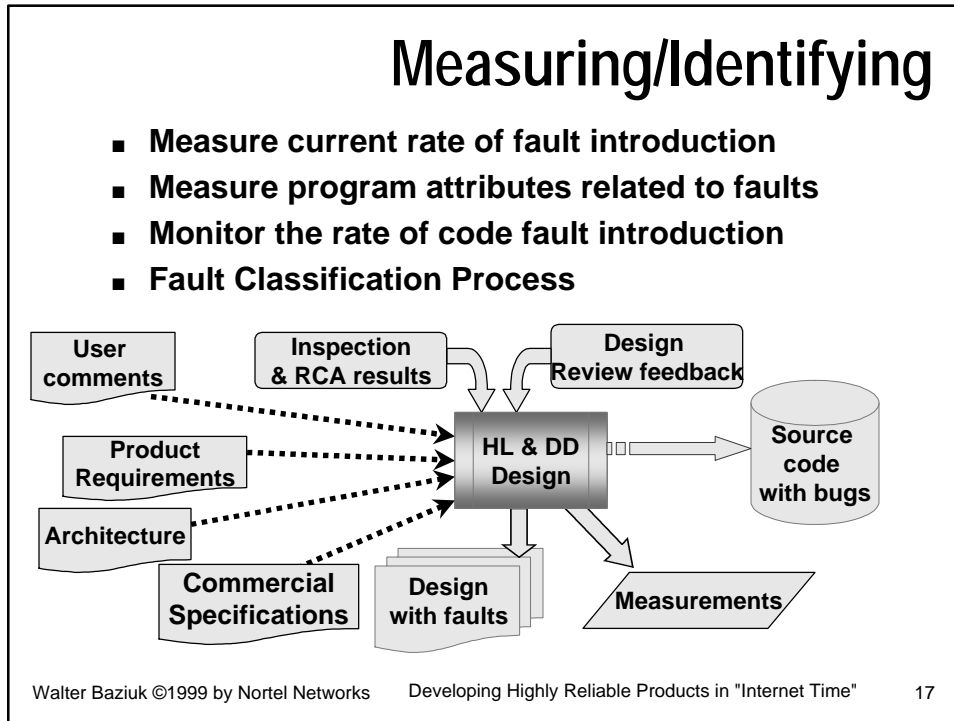 Measuring/Identifying
■ Measure current rate of fault introduction
■ Measure program attributes related to faults
■ Monitor the rate of code fault introduction
■ Fault Classification Process
User
comments
Inspection
& RCA results
Design
Review feedback
Product
Requirements
HL & DD
Design
Source
code
with bugs
Architecture
Commercial
Specifications
Design
with faults
Measurements
Walter Baziuk ©1999 by Nortel Networks
Developing Highly Reliable Products in "Internet Time"
17